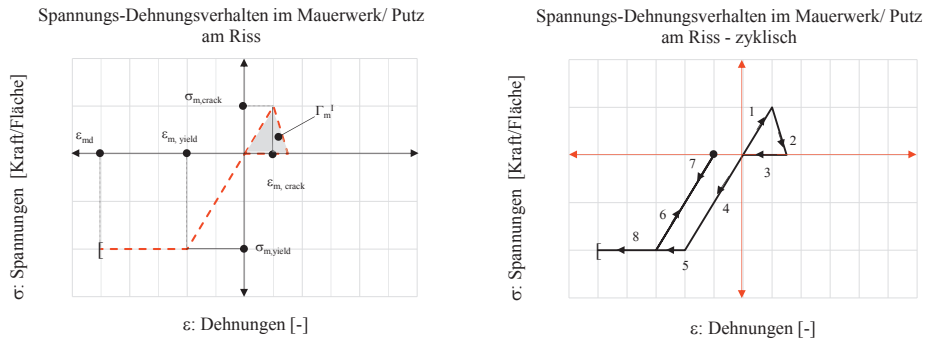 Spannungs-Dehnungsverhalten im Mauerwerk/ Putz
am Riss
σ: Spannungen [Kraft/Fläche]
σm,crack
Γm^I
εmd
εm, yield
εm, crack
σm,yield
ε: Dehnungen [-]
Spannungs-Dehnungsverhalten im Mauerwerk/ Putz
am Riss - zyklisch
σ: Spannungen [Kraft/Fläche]
1
2
7
3
6
4
8
5
ε: Dehnungen [-]